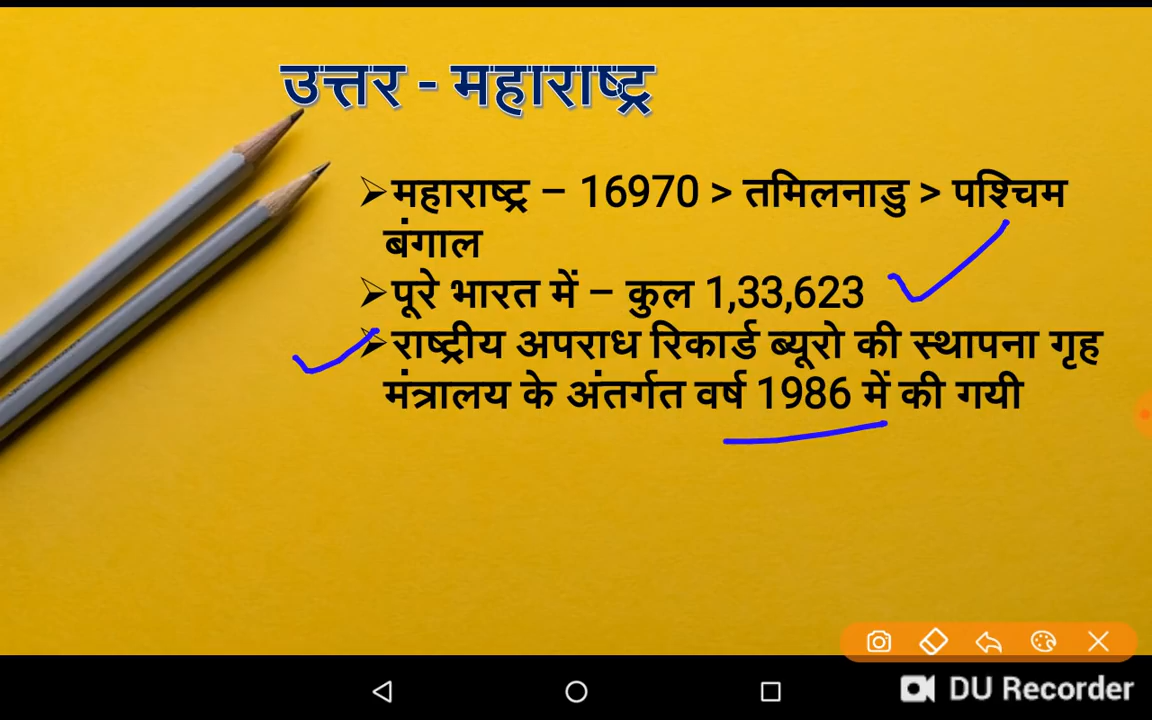 उत्तर - महाराष्ट्र
➢महाराष्ट्र – 16970 > तमिलनाडु > पश्चिम
बंगाल
➢पूरे भारत में – कुल 1,33,623
➢राष्ट्रीय अपराध रिकार्ड ब्यूरो की स्थापना गृह
मंत्रालय के अंतर्गत वर्ष 1986 में की गयी
DU Recorder